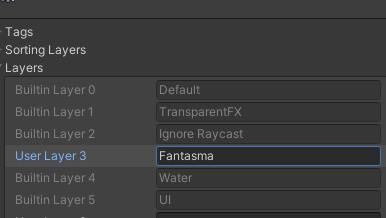 Tags
Sorting Layers
Layers
Builtin Layer 0 Default
Builtin Layer 1 TransparentFX
Builtin Layer 2 Ignore Raycast
User Layer 3 Fantasma
Builtin Layer 4 Water
Builtin Layer 5 UI